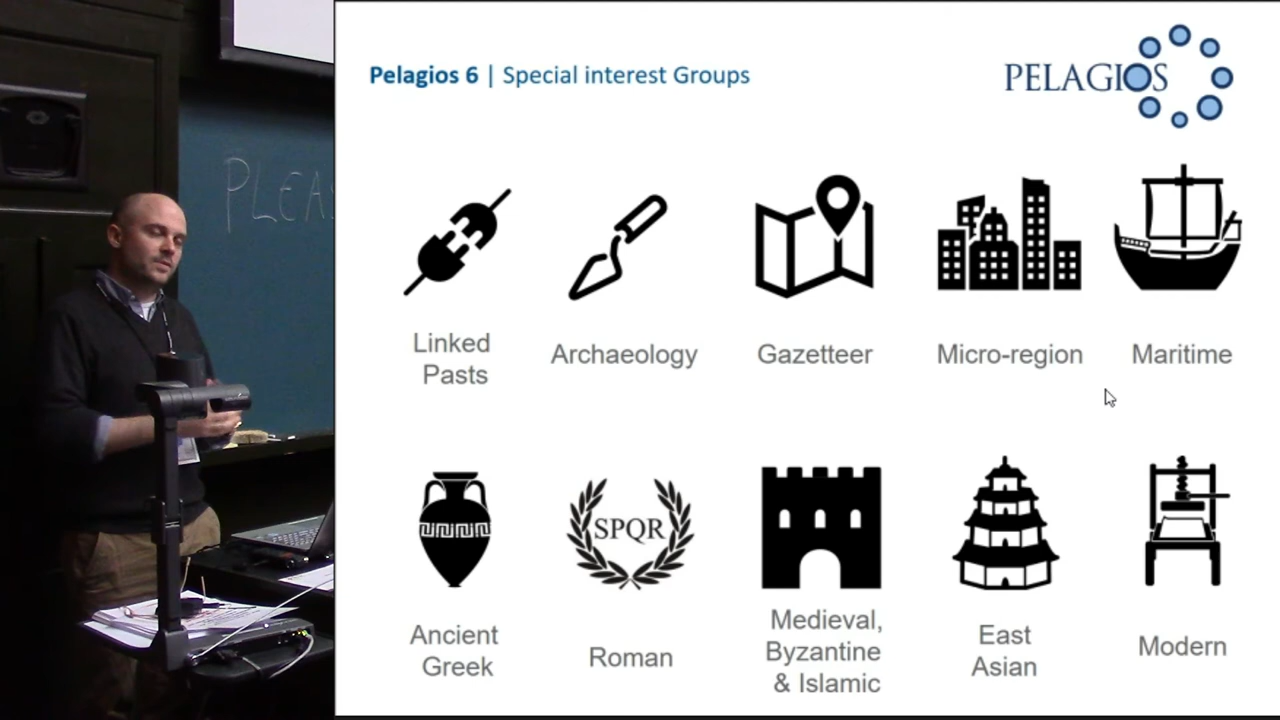 Pelagios 6 | Special interest Groups
PELAGIOS
PLEA
Linked
Pasts
Archaeology
Gazetteer
Micro-region
Maritime
SPQR
Ancient
Greek
Roman
Medieval,
Byzantine
& Islamic
East
Asian
Modern